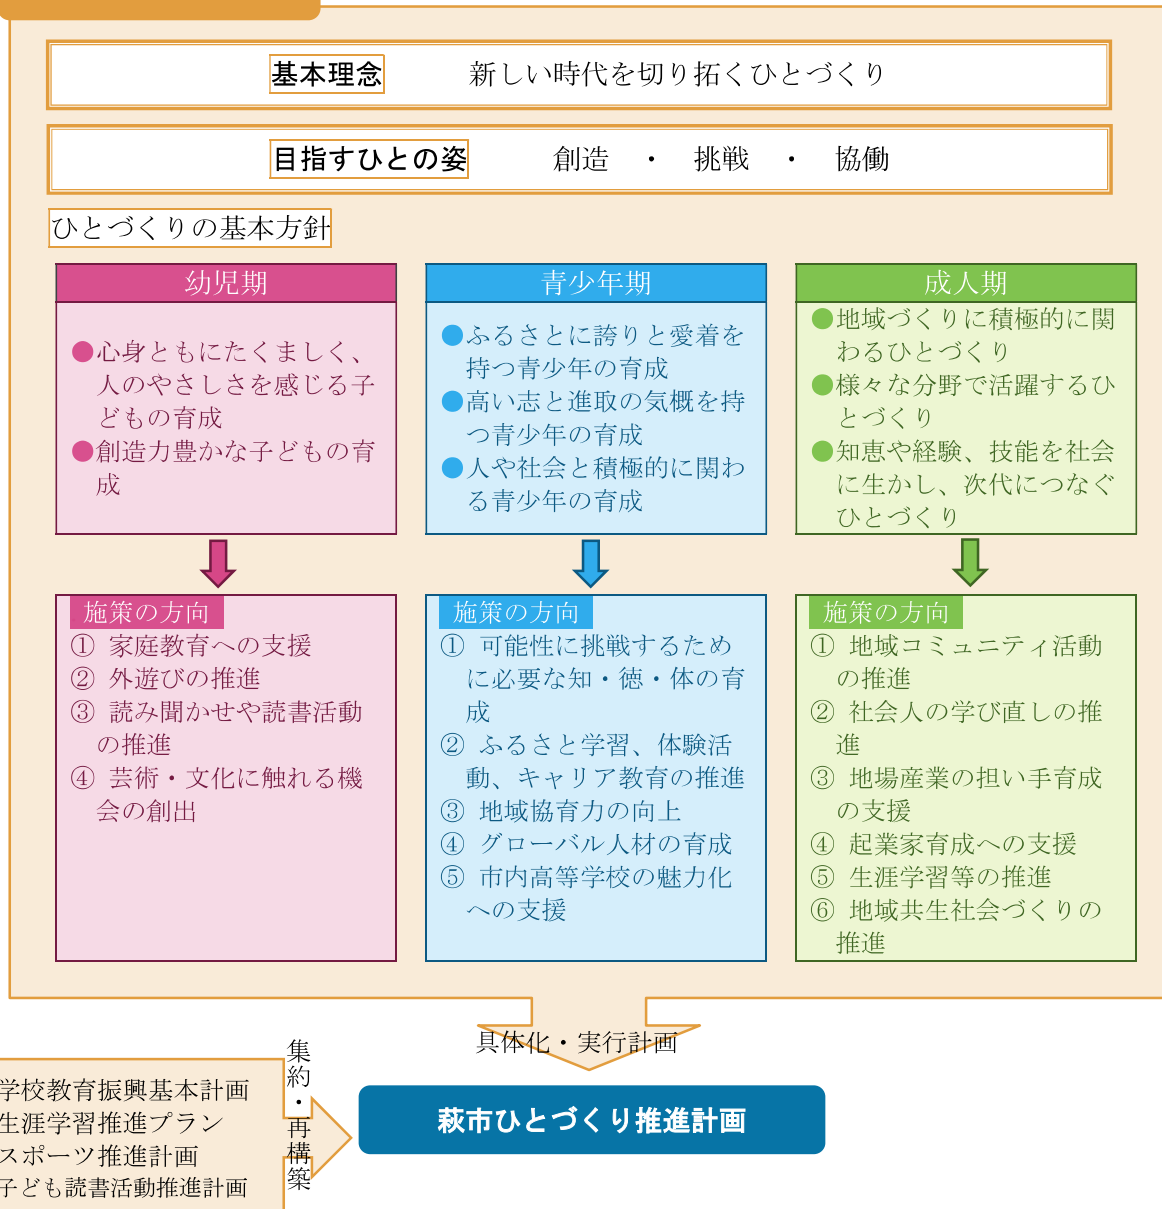 基本理念 新しい時代を切り拓くひとづくり
目指すひとの姿 創造 ・ 挑戦 ・ 協働
ひとづくりの基本方針
幼児期
●心身ともにたくましく、
人のやさしさを感じる子
どもの育成
●創造力豊かな子どもの育
成
施策の方向
① 家庭教育への支援
② 外遊びの推進
③ 読み聞かせや読書活動
の推進
④ 芸術・文化に触れる機
会の創出
青少年期
●ふるさとに誇りと愛着を
持つ青少年の育成
●高い志と進取の気概を持
つ青少年の育成
●人や社会と積極的に関わ
る青少年の育成
施策の方向
① 可能性に挑戦するため
に必要な知・徳・体の育
成
② ふるさと学習、体験活
動、キャリア教育の推進
③ 地域協育力の向上
④ グローバル人材の育成
⑤ 市内高等学校の魅力化
への支援
成人期
●地域づくりに積極的に関
わるひとづくり
●様々な分野で活躍するひ
とづくり
●知恵や経験、技能を社会
に生かし、次代につなぐ
ひとづくり
施策の方向
① 地域コミュニティ活動
の推進
② 社会人の学び直しの推
進
③ 地場産業の担い手育成
の支援
④ 起業家育成への支援
⑤ 生涯学習等の推進
⑥ 地域共生社会づくりの
推進
具体化・実行計画
学校教育振興基本計画
生涯学習推進プラン
スポーツ推進計画
子ども読書活動推進計画
集約・再構築
萩市ひとづくり推進計画